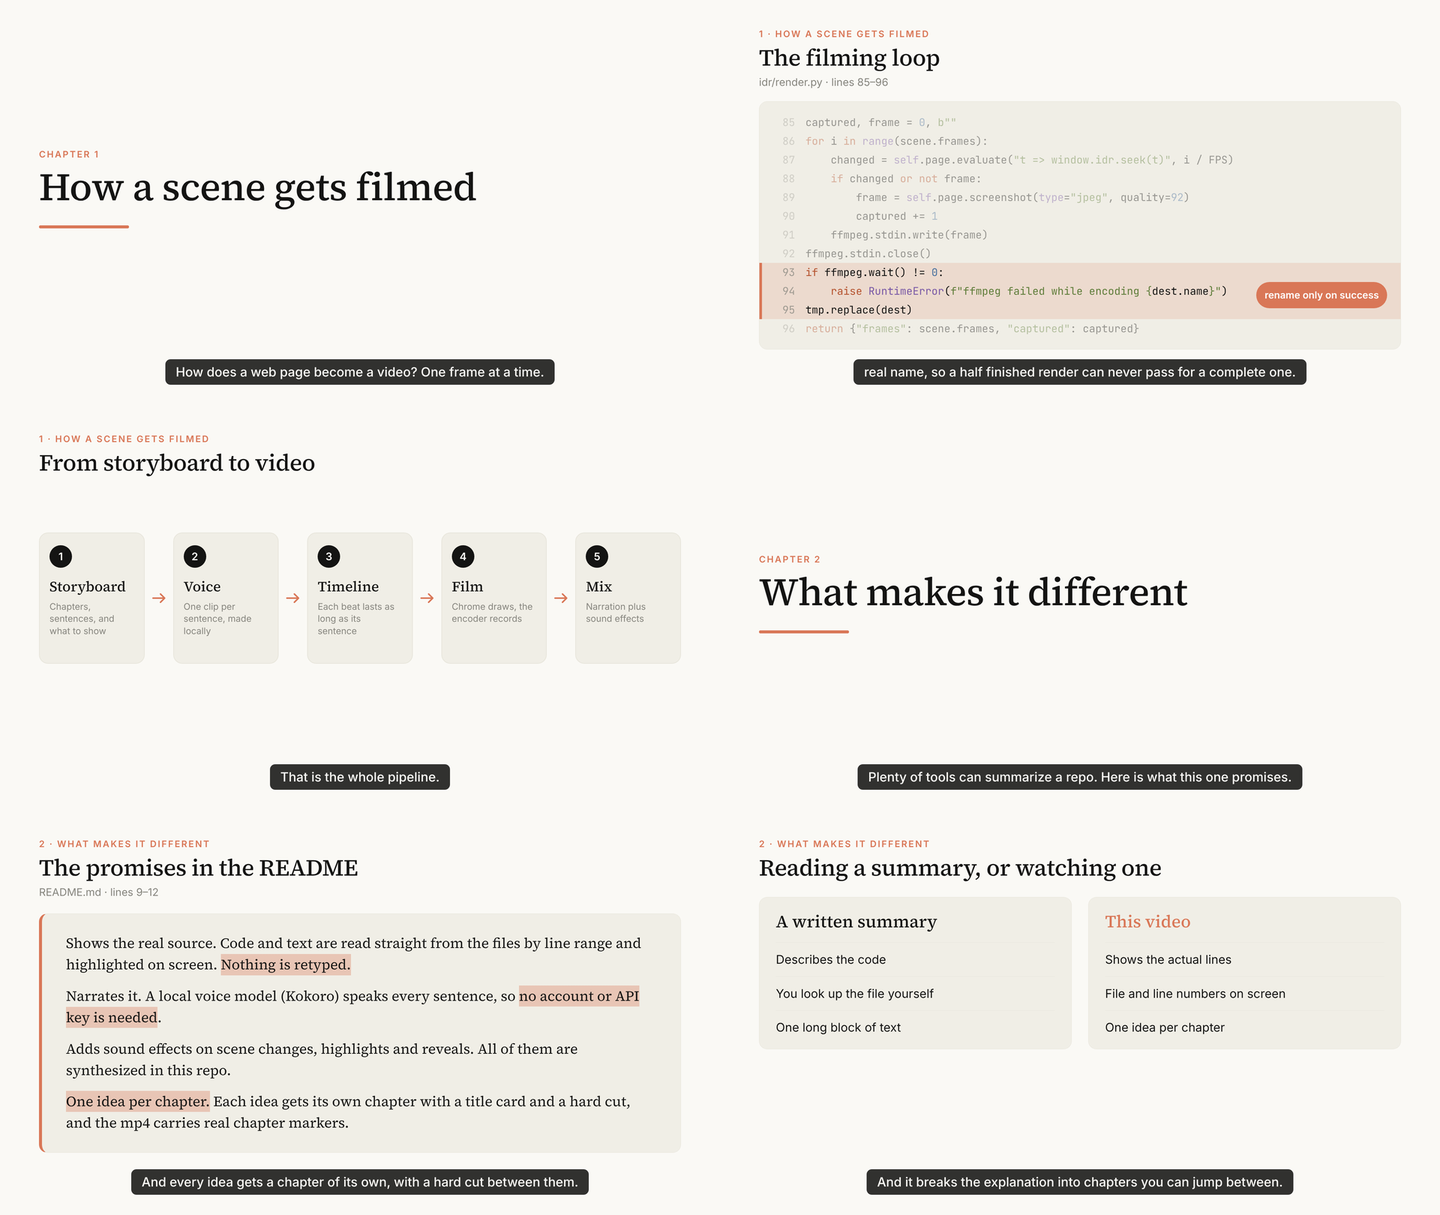 CHAPTER 1
How a scene gets filmed
How does a web page become a video? One frame at a time.
1 · HOW A SCENE GETS FILMED
The filming loop
idr/render.py · lines 85–96
85 captured, frame = 0, b""
86 for i in range(scene.frames):
87     changed = self.page.evaluate("t => window.idr.seek(t)", i / FPS)
88     if changed or not frame:
89         frame = self.page.screenshot(type="jpeg", quality=92)
90         captured += 1
91     ffmpeg.stdin.write(frame)
92 ffmpeg.stdin.close()
93 if ffmpeg.wait() != 0:
94     raise RuntimeError(f"ffmpeg failed while encoding {dest.name}")
rename only on success
95 tmp.replace(dest)
96 return {"frames": scene.frames, "captured": captured}
real name, so a half finished render can never pass for a complete one.
1 · HOW A SCENE GETS FILMED
From storyboard to video
1
Storyboard
Chapters,
sentences, and
what to show
2
Voice
One clip per
sentence, made
locally
3
Timeline
Each beat lasts as
long as its
sentence
4
Film
Chrome draws, the
encoder records
5
Mix
Narration plus
sound effects
That is the whole pipeline.
CHAPTER 2
What makes it different
Plenty of tools can summarize a repo. Here is what this one promises.
2 · WHAT MAKES IT DIFFERENT
The promises in the README
README.md · lines 9–12
Shows the real source. Code and text are read straight from the files by line range and
highlighted on screen. Nothing is retyped.
Narrates it. A local voice model (Kokoro) speaks every sentence, so no account or API
key is needed.
Adds sound effects on scene changes, highlights and reveals. All of them are
synthesized in this repo.
One idea per chapter. Each idea gets its own chapter with a title card and a hard cut,
and the mp4 carries real chapter markers.
And every idea gets a chapter of its own, with a hard cut between them.
2 · WHAT MAKES IT DIFFERENT
Reading a summary, or watching one
A written summary
Describes the code
You look up the file yourself
One long block of text
This video
Shows the actual lines
File and line numbers on screen
One idea per chapter
And it breaks the explanation into chapters you can jump between.